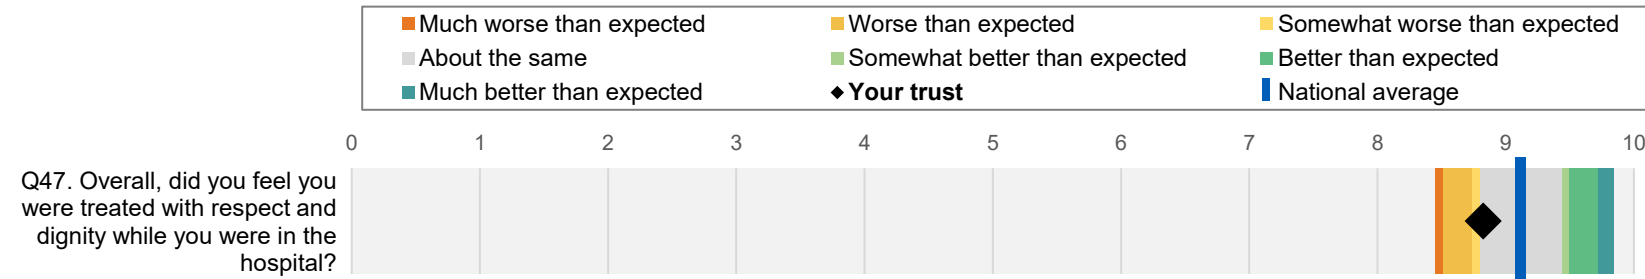 Much worse than expected Worse than expected Somewhat worse than expected
About the same Somewhat better than expected Better than expected
Much better than expected Your trust National average
0 1 2 3 4 5 6 7 8 9 10
Q47. Overall, did you feel you
were treated with respect and
dignity while you were in the
hospital?